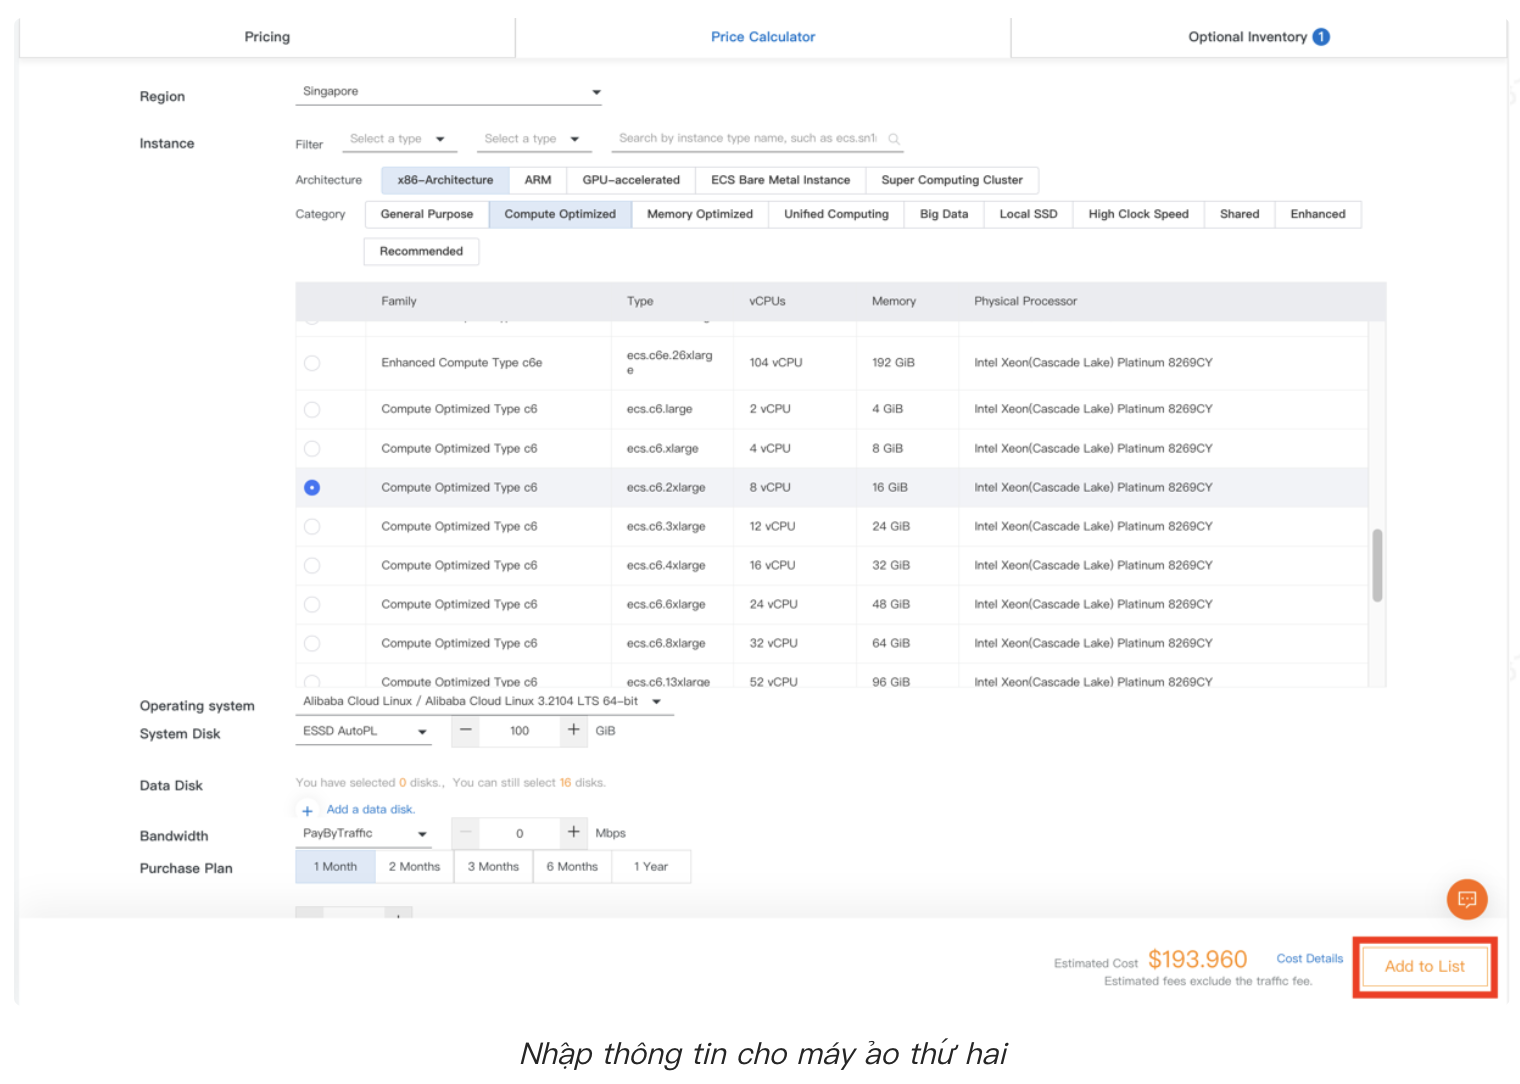 Pricing
Price Calculator
Optional Inventory 1
Region
Singapore
Instance
Filter
Select a type
Select a type
Search by instance type name, such as ecs.sn1
Architecture
x86-Architecture
ARM
GPU-accelerated
ECS Bare Metal Instance
Super Computing Cluster
Category
General Purpose
Compute Optimized
Memory Optimized
Unified Computing
Big Data
Local SSD
High Clock Speed
Shared
Enhanced
Recommended
Family Type vCPUs Memory Physical Processor
Enhanced Compute Type c6e ecs.c6e.26xlarg 104 vCPU 192 GiB Intel Xeon(Cascade Lake) Platinum 8269CY
e
Compute Optimized Type c6 ecs.c6.large 2 vCPU 4 GiB Intel Xeon(Cascade Lake) Platinum 8269CY
Compute Optimized Type c6 ecs.c6.xlarge 4 vCPU 8 GiB Intel Xeon(Cascade Lake) Platinum 8269CY
Compute Optimized Type c6 ecs.c6.2xlarge 8 vCPU 16 GiB Intel Xeon(Cascade Lake) Platinum 8269CY
Compute Optimized Type c6 ecs.c6.3xlarge 12 vCPU 24 GiB Intel Xeon(Cascade Lake) Platinum 8269CY
Compute Optimized Type c6 ecs.c6.4xlarge 16 vCPU 32 GiB Intel Xeon(Cascade Lake) Platinum 8269CY
Compute Optimized Type c6 ecs.c6.6xlarge 24 vCPU 48 GiB Intel Xeon(Cascade Lake) Platinum 8269CY
Compute Optimized Type c6 ecs.c6.8xlarge 32 vCPU 64 GiB Intel Xeon(Cascade Lake) Platinum 8269CY
Compute Optimized Type c6 ecs.c6.13xlarge 52 vCPU 96 GiB Intel Xeon(Cascade Lake) Platinum 8269CY
Operating system
Alibaba Cloud Linux / Alibaba Cloud Linux 3.2104 LTS 64-bit
System Disk
ESSD AutoPL
− 100 + GiB
Data Disk
You have selected 0 disks., You can still select 16 disks.
+ Add a data disk.
Bandwidth
PayByTraffic
− 0 + Mbps
Purchase Plan
1 Month
2 Months
3 Months
6 Months
1 Year
Estimated Cost $193.960
Cost Details
Estimated fees exclude the traffic fee.
Add to List
Nhập thông tin cho máy ảo thứ hai